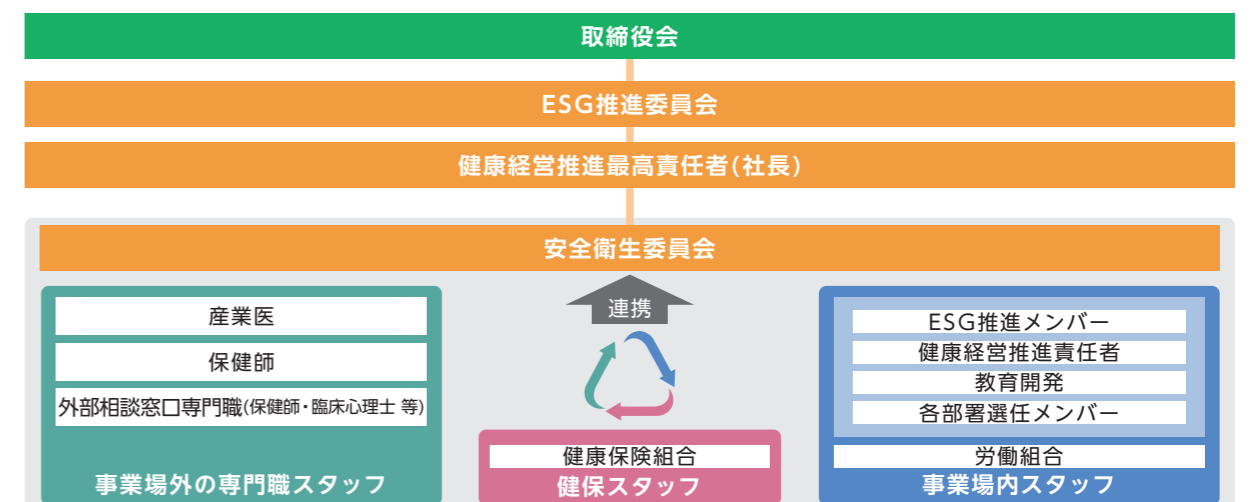 取締役会
ESG推進委員会
健康経営推進最高責任者(社長)
安全衛生委員会
産業医
保健師
外部相談窓口専門職(保健師・臨床心理士 等)
事業場外の専門職スタッフ
連携
健康保険組合
健保スタッフ
ESG推進メンバー
健康経営推進責任者
教育開発
各部署選任メンバー
労働組合
事業場内スタッフ